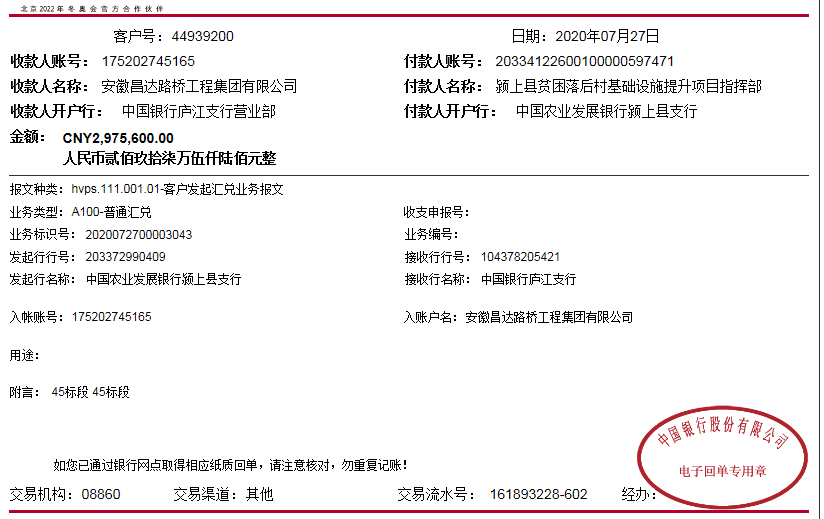 北京2022年冬奥会官方合作伙伴
客户号：44939200 日期：2020年07月27日
收款人账号：175202745165 付款人账号：20334122600100000597471
收款人名称：安徽昌达路桥工程集团有限公司 付款人名称：颍上县贫困落后村基础设施提升项目指挥部
收款人开户行：中国银行庐江支行营业部 付款人开户行：中国农业发展银行颍上县支行
金额：CNY2,975,600.00
人民币贰佰玖拾柒万伍仟陆佰元整
报文种类：hvps.111.001.01-客户发起汇兑业务报文
业务类型：A100-普通汇兑 收支申报号：
业务标识号：2020072700003043 业务编号：
发起行行号：203372990409 接收行行号：104378205421
发起行名称：中国农业发展银行颍上县支行 接收行名称：中国银行庐江支行
入帐账号：175202745165 入账户名：安徽昌达路桥工程集团有限公司
用途：
附言：45标段 45标段
中国银行股份有限公司
电子回单专用章
如您已通过银行网点取得相应纸质回单，请注意核对，勿重复记账！
交易机构：08860 交易渠道：其他 交易流水号：161893228-602 经办：